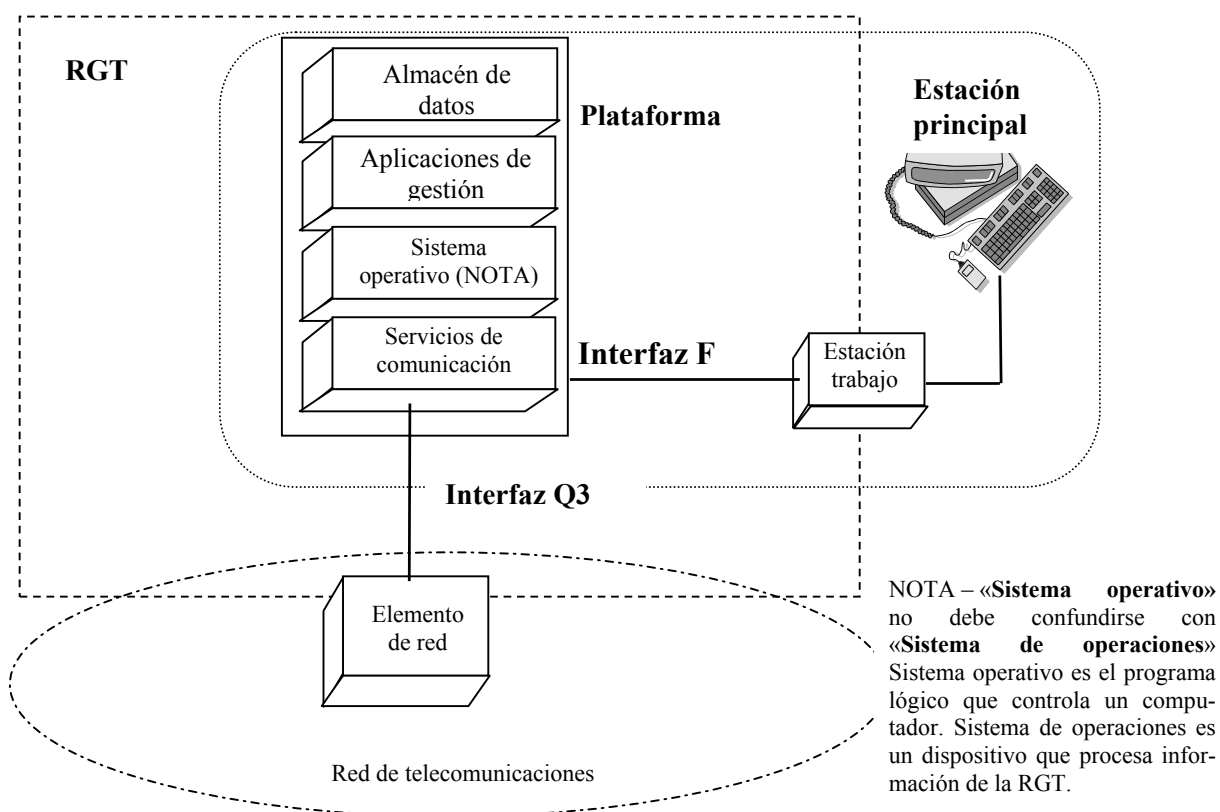 RGT
Almacén de
datos
Plataforma
Estación
principal
Aplicaciones de
gestión
Sistema
operativo (NOTA)
Servicios de
comunicación
Interfaz F
Estación
trabajo
Interfaz Q3
Elemento
de red
Red de telecomunicaciones
NOTA – «Sistema operativo»
no debe confundirse con
«Sistema de operaciones»
Sistema operativo es el programa
lógico que controla un compu-
tador. Sistema de operaciones es
un dispositivo que procesa infor-
mación de la RGT.